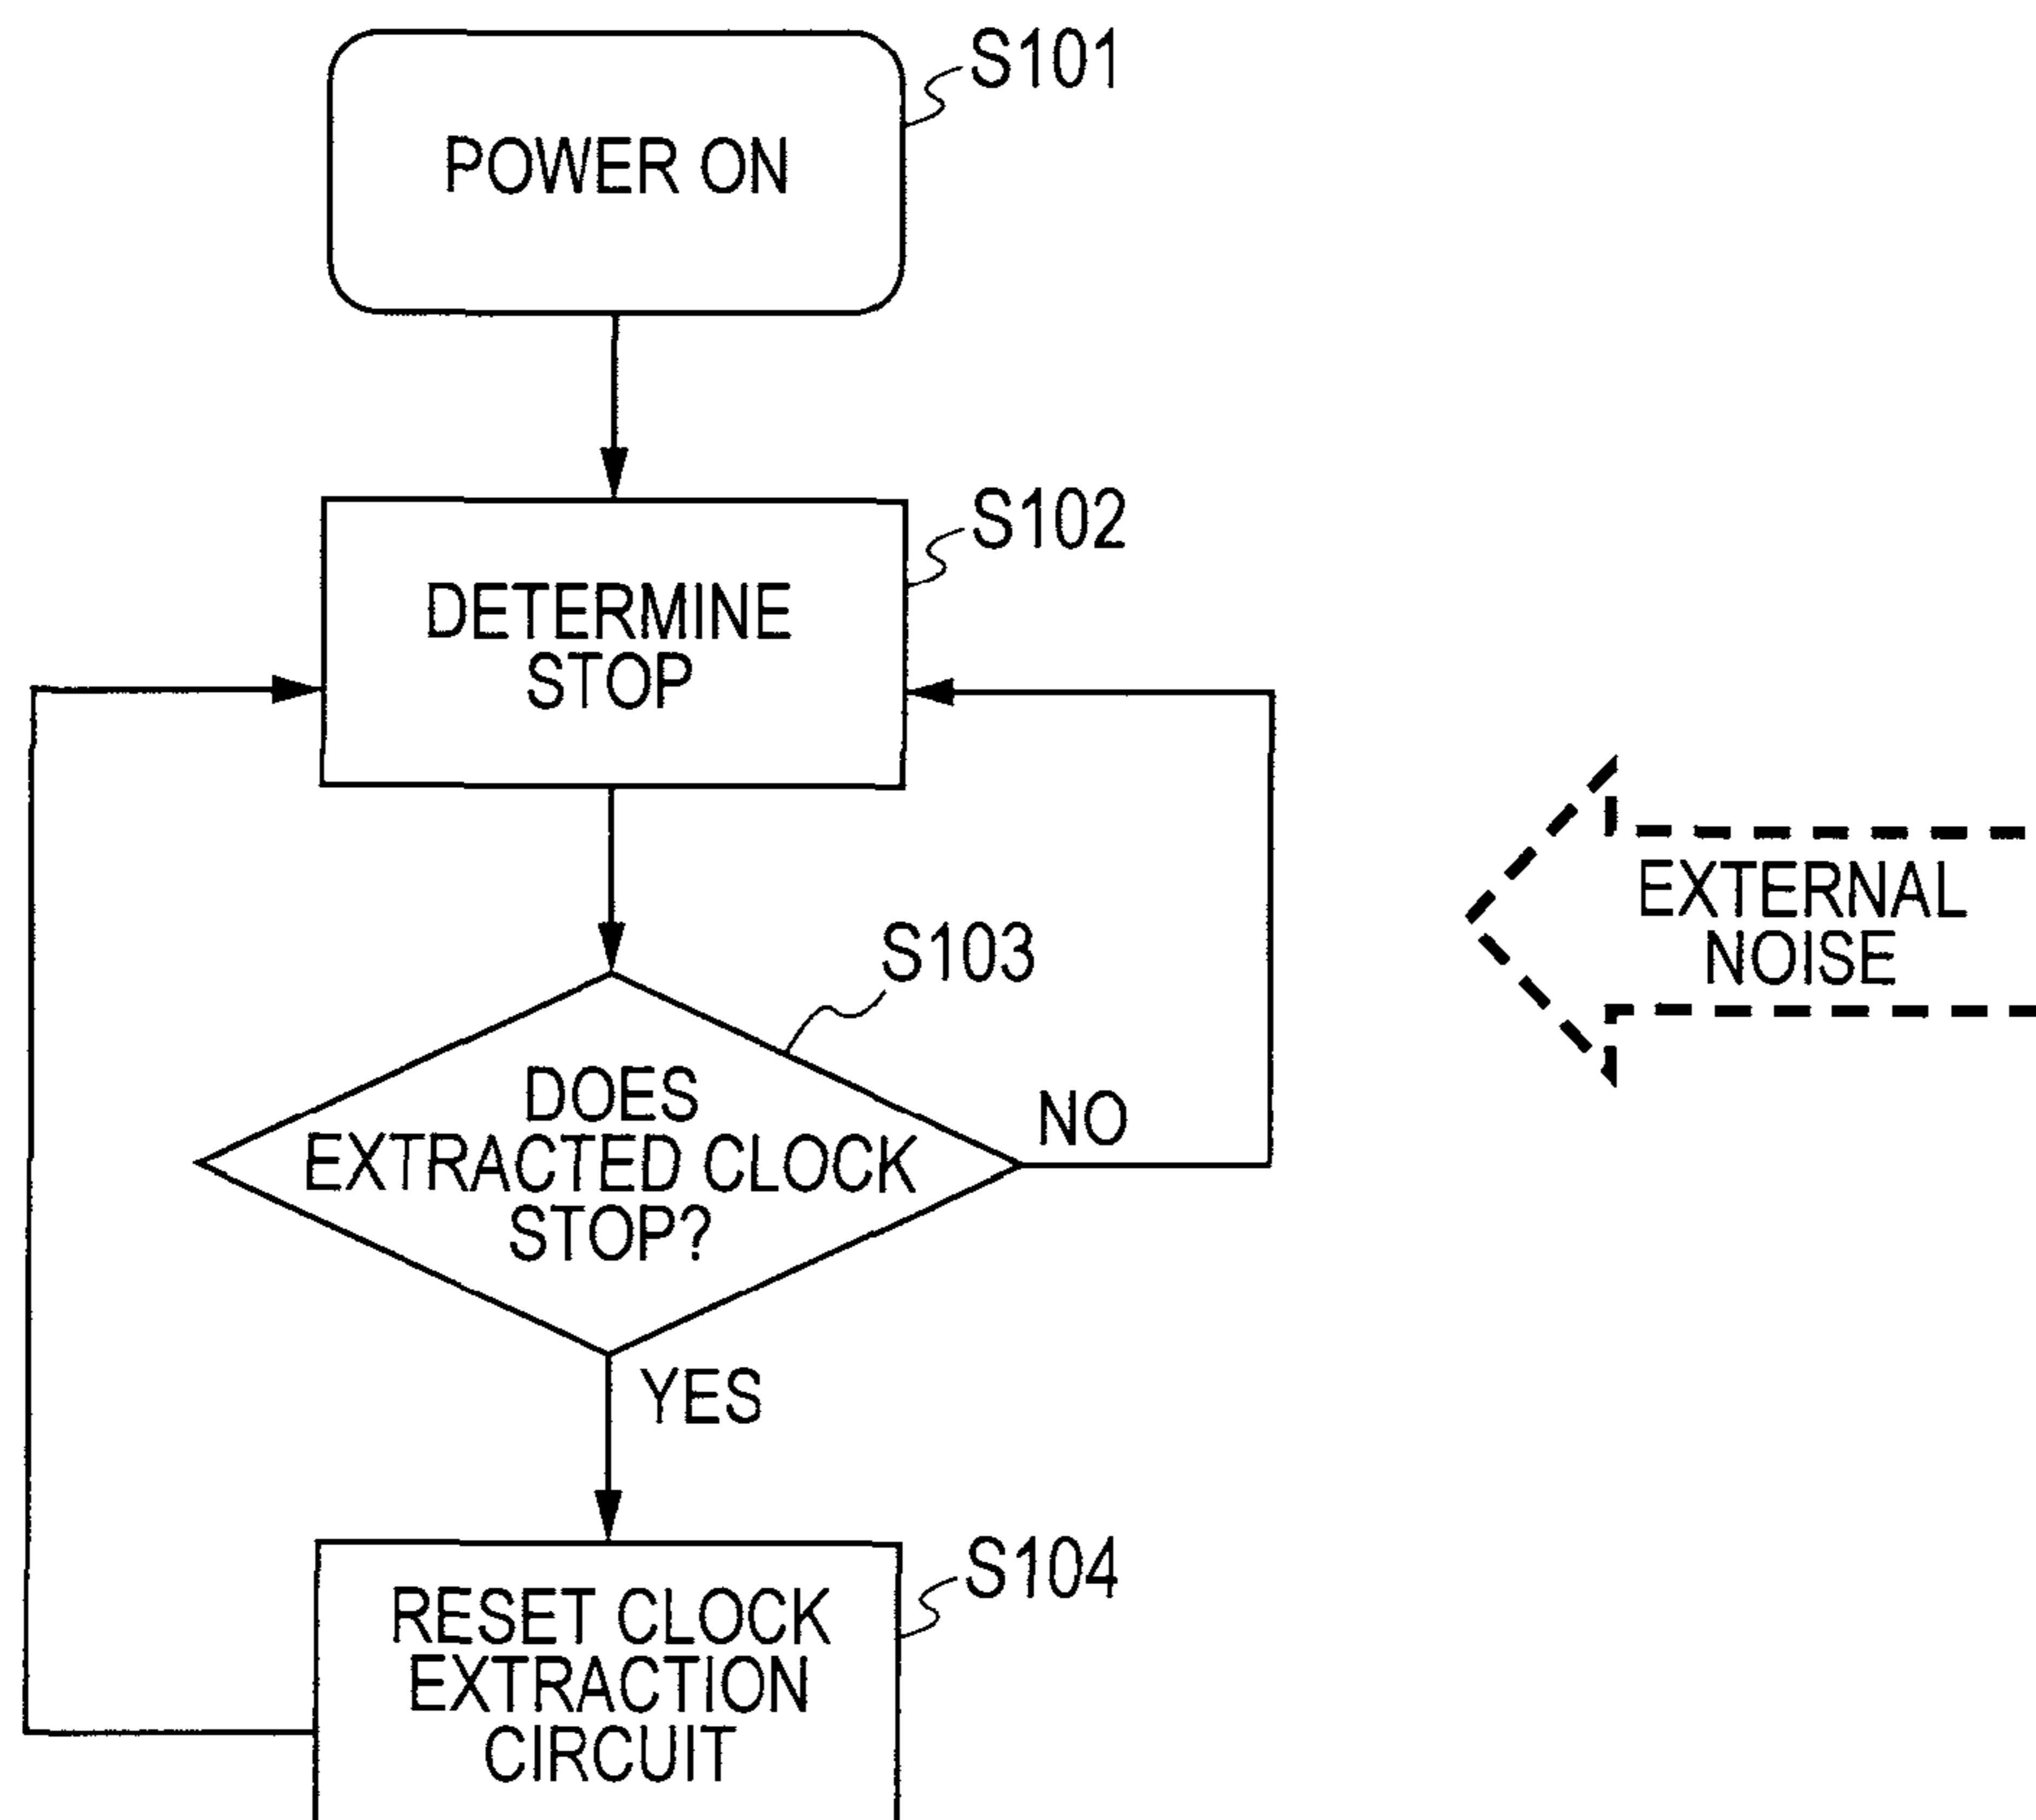 S101
POWER ON
S102
DETERMINE
STOP
EXTERNAL
NOISE
S103
DOES
EXTRACTED CLOCK
STOP?
NO
YES
S104
RESET CLOCK
EXTRACTION
CIRCUIT